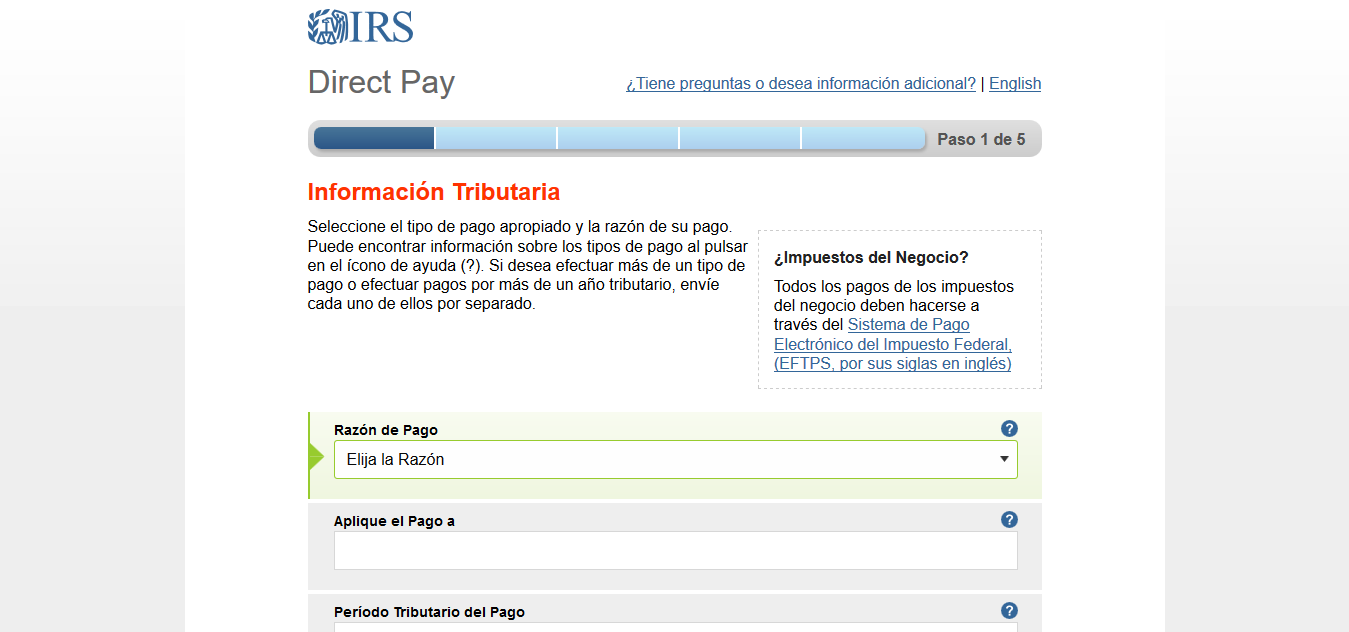 IRS
Direct Pay
¿Tiene preguntas o desea información adicional? | English
Paso 1 de 5
Información Tributaria
Seleccione el tipo de pago apropiado y la razón de su pago.
Puede encontrar información sobre los tipos de pago al pulsar
en el ícono de ayuda (?). Si desea efectuar más de un tipo de
pago o efectuar pagos por más de un año tributario, envíe
cada uno de ellos por separado.
¿Impuestos del Negocio?
Todos los pagos de los impuestos
del negocio deben hacerse a
través del Sistema de Pago
Electrónico del Impuesto Federal,
(EFTPS, por sus siglas en inglés)
Razón de Pago
?
Elija la Razón
Aplique el Pago a
?
Período Tributario del Pago
?